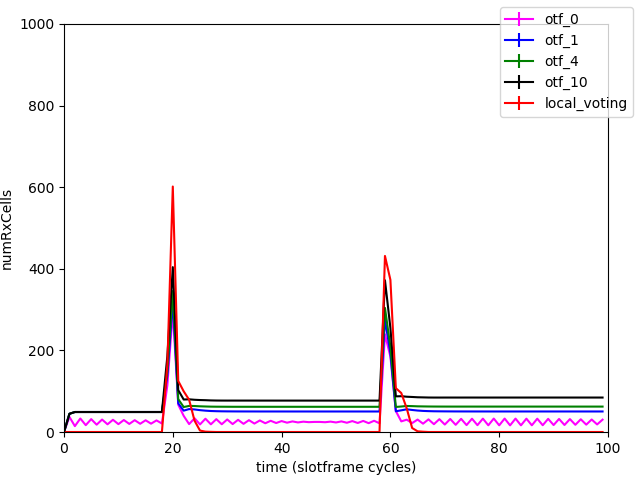 1000
800
600
400
200
0
numRxCells
0 20 40 60 80 100
time (slotframe cycles)
otf_0
otf_1
otf_4
otf_10
local_voting